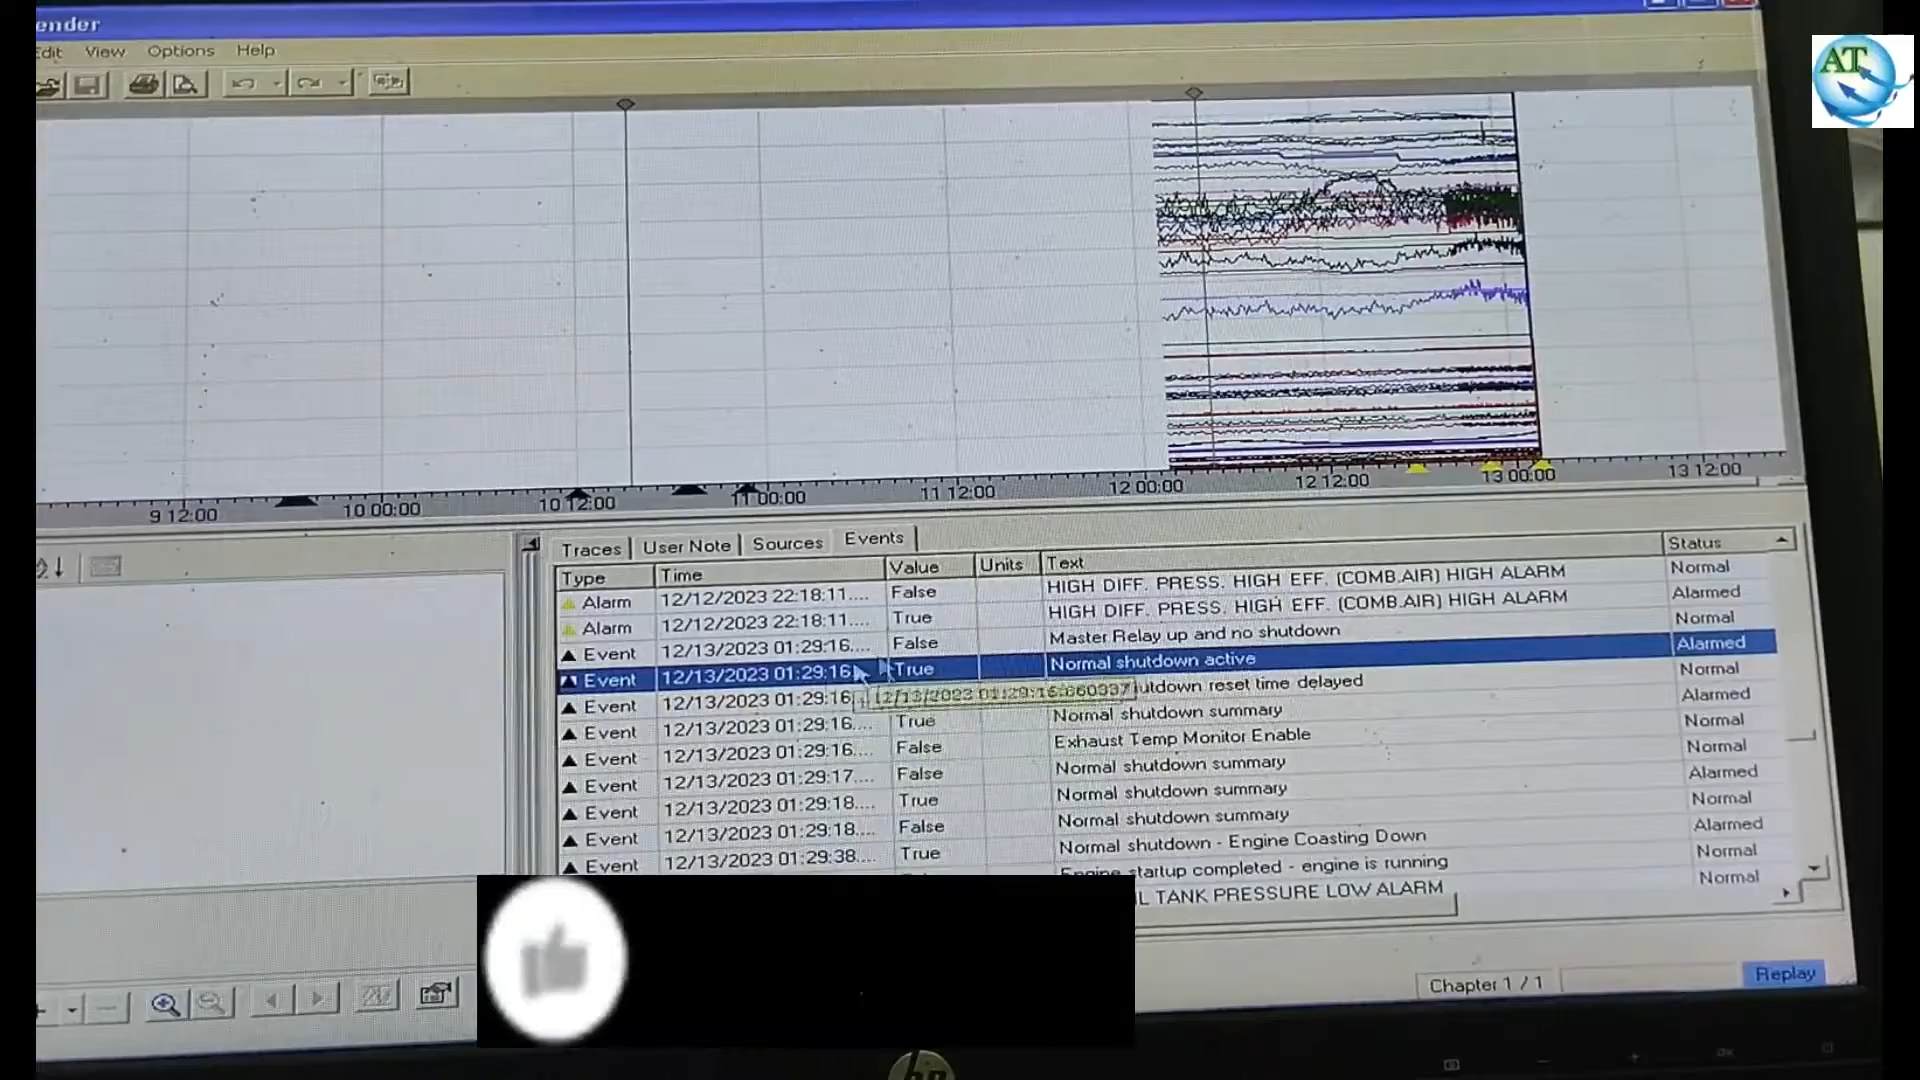 ender
Edit View Options Help
AT
9 12:00 10 00:00 10 12:00 11 00:00 11 12:00 12 00:00 12 12:00 13 00:00 13 12:00
Traces User Note Sources Events
Type Time Value Units Text Status
Alarm 12/12/2023 22:18:11.... False HIGH DIFF. PRESS. HIGH EFF. (COMB.AIR) HIGH ALARM Normal
Alarm 12/12/2023 22:18:11.... True HIGH DIFF. PRESS. HIGH EFF. (COMB.AIR) HIGH ALARM Alarmed
Event 12/13/2023 01:29:16.... False Master Relay up and no shutdown Normal
Event 12/13/2023 01:29:16 True Normal shutdown active Alarmed
Event 12/13/2023 01:29:16 utdown reset time delayed Normal
12/13/2023 01:29:16.860937
Event 12/13/2023 01:29:16.... True Normal shutdown summary Alarmed
Event 12/13/2023 01:29:16.... False Exhaust Temp Monitor Enable Normal
Event 12/13/2023 01:29:17.... False Normal shutdown summary Normal
Event 12/13/2023 01:29:18.... True Normal shutdown summary Alarmed
Event 12/13/2023 01:29:18.... False Normal shutdown summary Normal
Event 12/13/2023 01:29:38.... True Normal shutdown - Engine Coasting Down Alarmed
Engine startup completed - engine is running Normal
L TANK PRESSURE LOW ALARM Normal
Chapter 1 / 1 Replay
hp